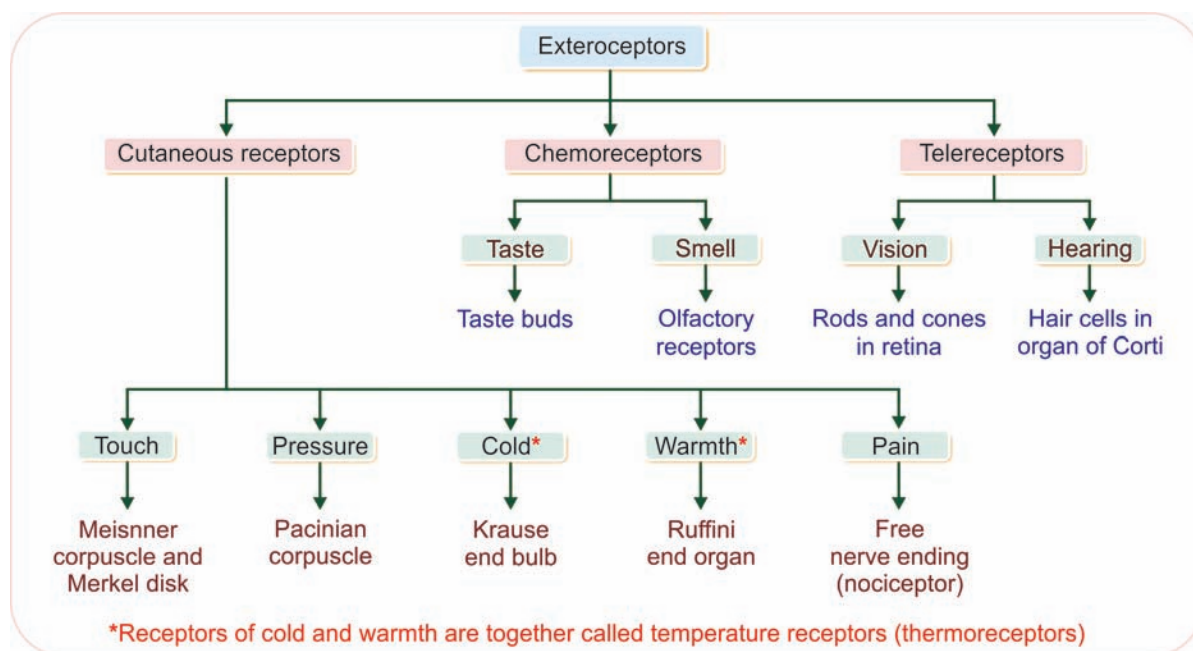 Exteroceptors
Cutaneous receptors
Chemoreceptors
Telereceptors
Taste
Smell
Vision
Hearing
Taste buds
Olfactory
receptors
Rods and cones
in retina
Hair cells in
organ of Corti
Touch
Pressure
Cold*
Warmth*
Pain
Meisnner
corpuscle and
Merkel disk
Pacinian
corpuscle
Krause
end bulb
Ruffini
end organ
Free
nerve ending
(nociceptor)
*Receptors of cold and warmth are together called temperature receptors (thermoreceptors)